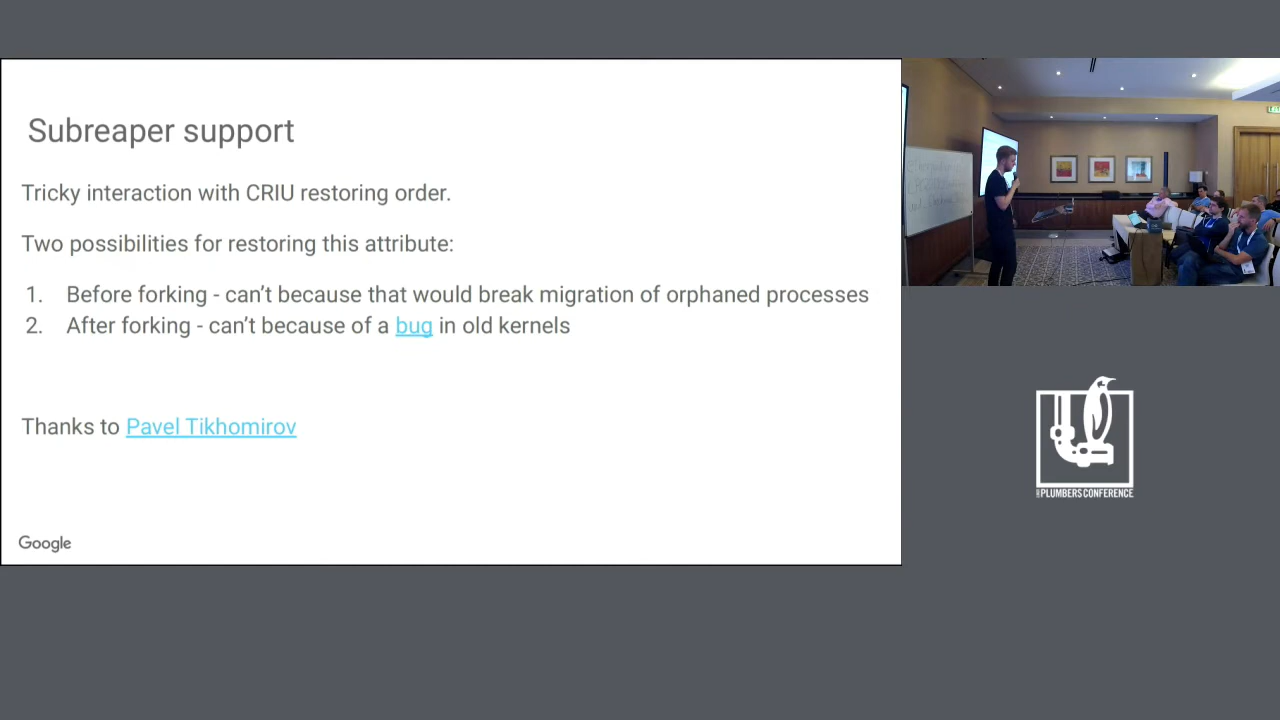 Subreaper support
Tricky interaction with CRIU restoring order.
Two possibilities for restoring this attribute:
1. Before forking - can’t because that would break migration of orphaned processes
2. After forking - can’t because of a bug in old kernels
Thanks to Pavel Tikhomirov
Google
PLUMBERS CONFERENCE